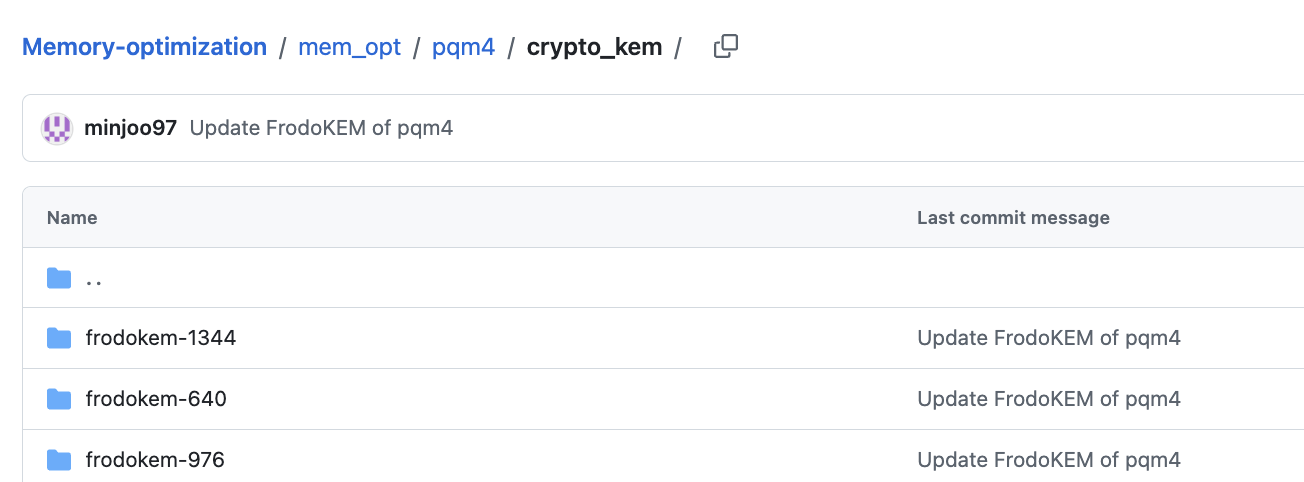 Memory-optimization / mem_opt / pqm4 / crypto_kem /
minjoo97 Update FrodoKEM of pqm4
Name Last commit message
..
frodokem-1344 Update FrodoKEM of pqm4
frodokem-640 Update FrodoKEM of pqm4
frodokem-976 Update FrodoKEM of pqm4